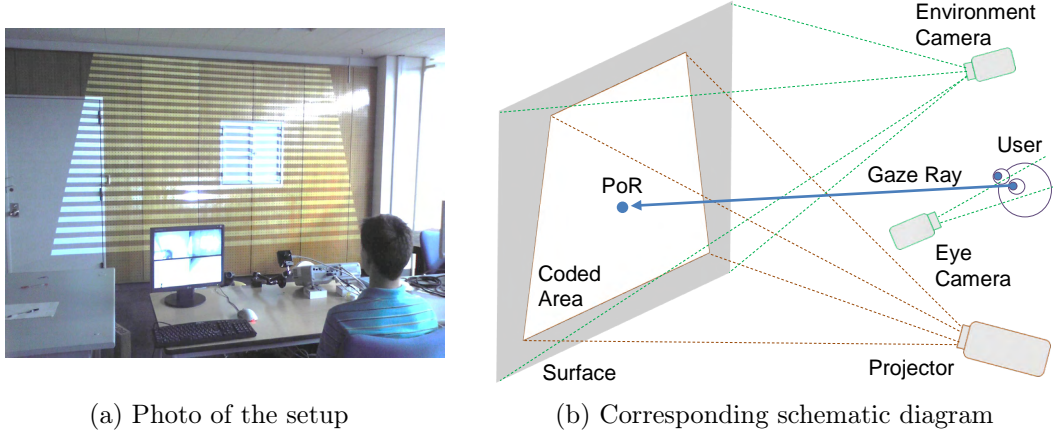 Environment
Camera
User
Gaze Ray
PoR
Eye
Camera
Coded
Area
Projector
Surface
(a) Photo of the setup
(b) Corresponding schematic diagram